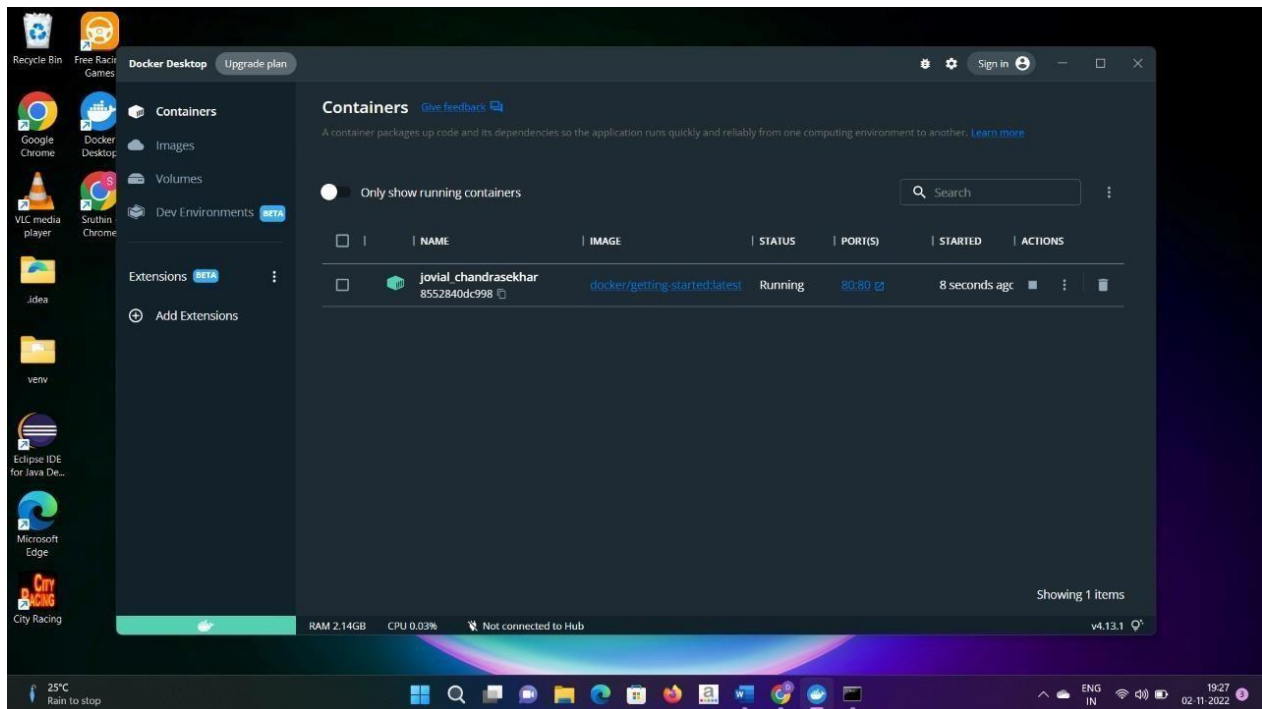 Recycle Bin
Free Racin
Games
Google
Chrome
Docker
Desktop
VLC media
player
Sruthin -
Chrome
.idea
venv
Eclipse IDE
for Java De...
Microsoft
Edge
CITY
RACING
City Racing
Docker Desktop Upgrade plan Sign in
Containers
Images
Volumes
Dev Environments BETA
Extensions BETA
Add Extensions
Containers Give feedback
A container packages up code and its dependencies so the application runs quickly and reliably from one computing environment to another. Learn more
Only show running containers Search
NAME IMAGE STATUS PORT(S) STARTED ACTIONS
jovial_chandrasekhar docker/getting-started:latest Running 80:80 8 seconds agc
8552840dc998
Showing 1 items
RAM 2.14GB CPU 0.03% Not connected to Hub v4.13.1
25°C
Rain to stop
ENG
IN
19:27
02-11-2022
3